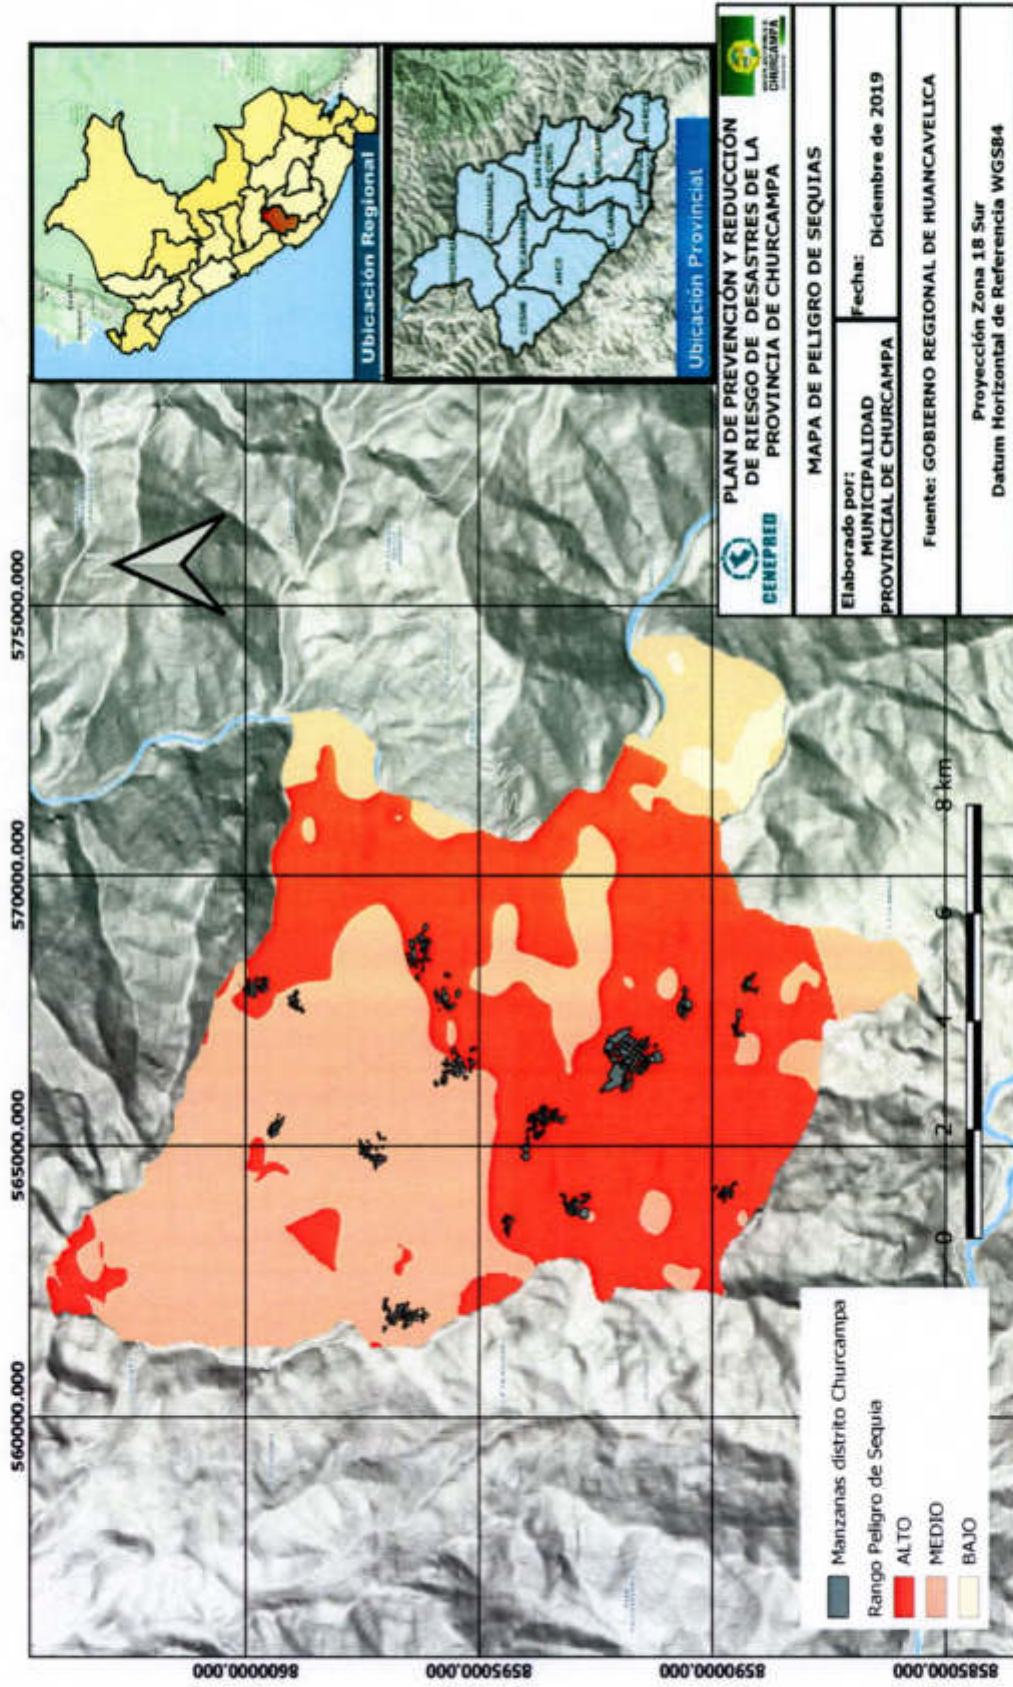 565000.000
560000.000
570000.000
575000.000
8600000.000
8595000.000
8590000.000
8585000.000
Ubicación Regional
COSME
ANCO
PACHAMARCA
Ubicación Provincial
CENEPRED
PLAN DE PREVENCIÓN Y REDUCCIÓN
DE RIESGO DE DESASTRES DE LA
PROVINCIA DE CHURCAMPA
CHURCAMPA
MAPA DE PELIGRO DE SEQUIAS
Elaborado por:
MUNICIPALIDAD
PROVINCIAL DE CHURCAMPA
Fecha:
Diciembre de 2019
Fuente: GOBIERNO REGIONAL DE HUANCAVELICA
Proyección Zona 18 Sur
Datum Horizontal de Referencia WGS84
Manzanas distrito Churcampa
Rango Peligro de Sequia
ALTO
MEDIO
BAJO
0 2 4 6 8 km